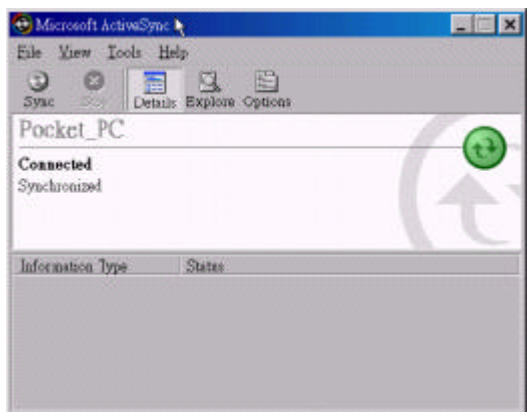 Microsoft ActiveSync
File View Tools Help
Sync Stop Details Explore Options
Pocket_PC
Connected
Synchronized
Information Type Status